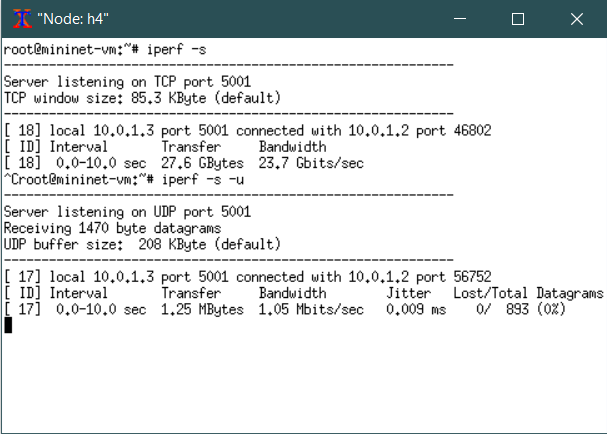 "Node: h4"
root@mininet-vm:~# iperf -s
------------------------------------------------------------
Server listening on TCP port 5001
TCP window size: 85.3 KByte (default)
------------------------------------------------------------
[ 18] local 10.0.1.3 port 5001 connected with 10.0.1.2 port 46802
[ ID] Interval       Transfer     Bandwidth
[ 18]  0.0-10.0 sec  27.6 GBytes  23.7 Gbits/sec
^Croot@mininet-vm:~# iperf -s -u
------------------------------------------------------------
Server listening on UDP port 5001
Receiving 1470 byte datagrams
UDP buffer size:  208 KByte (default)
------------------------------------------------------------
[ 17] local 10.0.1.3 port 5001 connected with 10.0.1.2 port 56752
[ ID] Interval       Transfer     Bandwidth        Jitter   Lost/Total Datagrams
[ 17]  0.0-10.0 sec  1.25 MBytes  1.05 Mbits/sec   0.009 ms    0/  893 (0%)